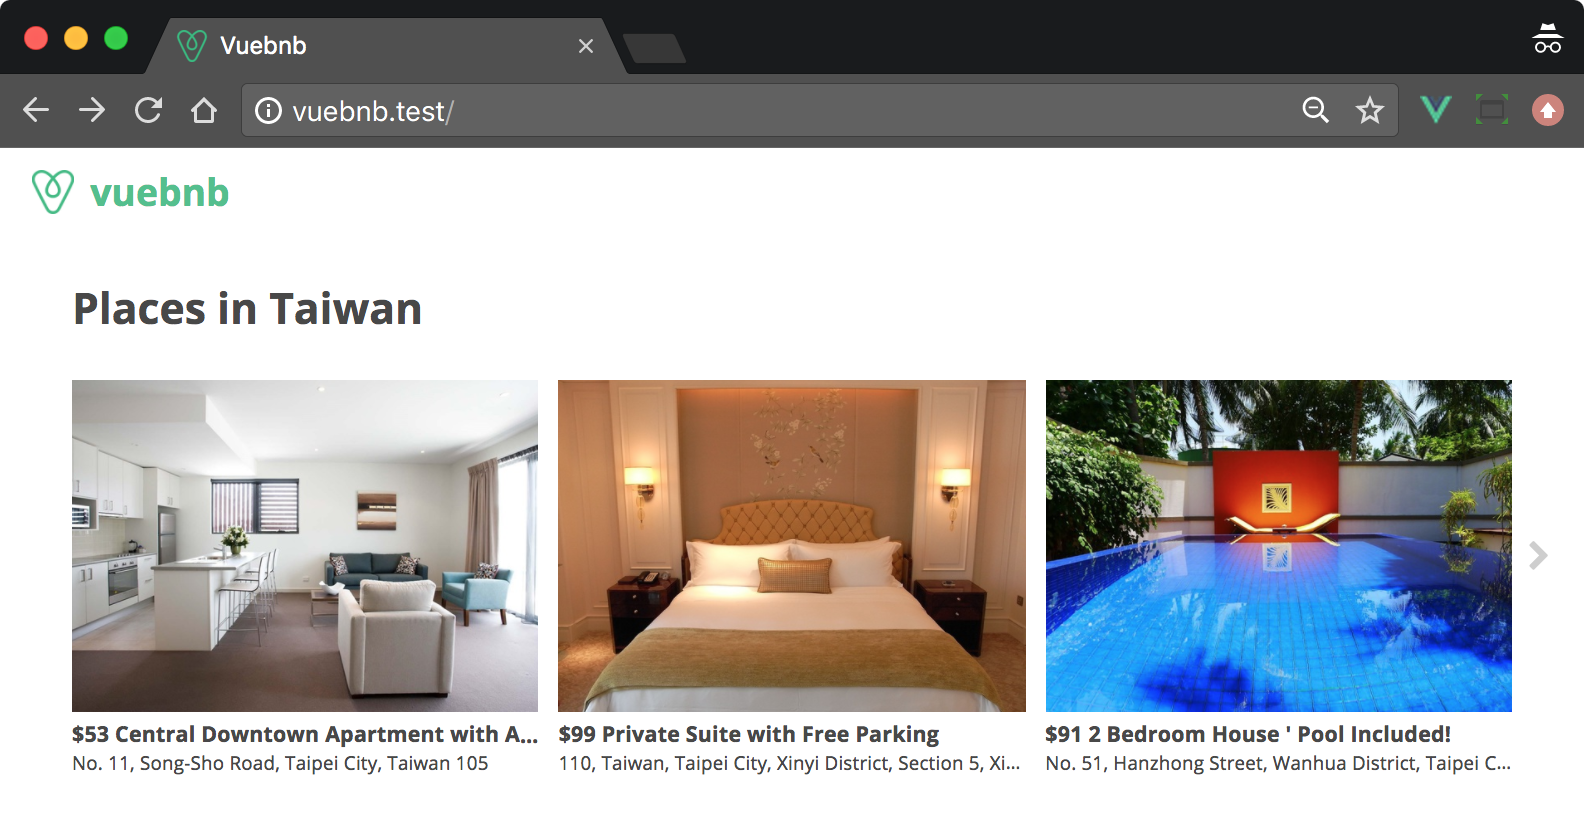 Vuebnb
vuebnb.test/
vuebnb
Places in Taiwan
$53 Central Downtown Apartment with A...
No. 11, Song-Sho Road, Taipei City, Taiwan 105
$99 Private Suite with Free Parking
110, Taiwan, Taipei City, Xinyi District, Section 5, Xi...
$91 2 Bedroom House ' Pool Included!
No. 51, Hanzhong Street, Wanhua District, Taipei C...